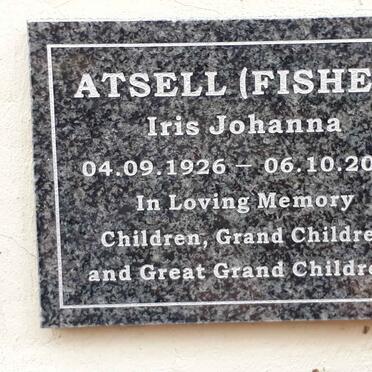 ATSELL (FISHE
Iris Johanna
04.09.1926 – 06.10.20
In Loving Memory
Children, Grand Childre
and Great Grand Childre